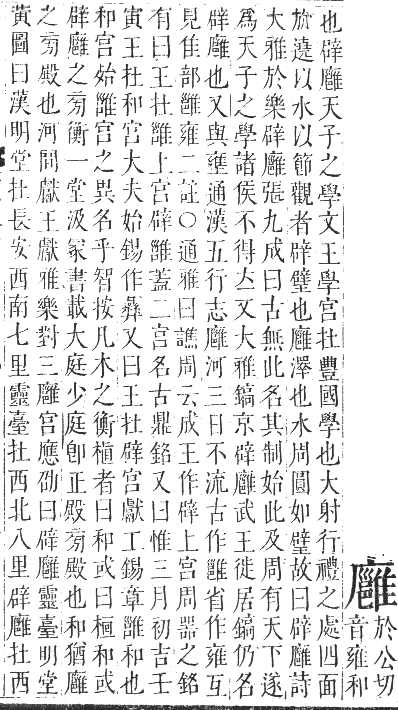 廱於公切音雍和
也辟廱天子之學文王學宮在豐國學也大射行禮之處四面
旋遶以水以節觀者辟璧也廱澤也水周圓如璧故曰辟廱詩
大雅於樂辟廱張九成曰古無此名其制始此及周有天下遂
爲天子之學諸侯不得立又大雅鎬京辟廱武王徙居鎬仍名
辟廱也又與壅通漢五行志廱河三日不流古作雝省作雍互
見隹部雝雍二註○通雅曰譙周云成王作辟上宮周器之銘
有曰王在雝上宮辟雝蓋二宮名古鼎銘又曰惟三月初吉壬
寅王在和宮大夫始錫作彝又曰王在辟宮獻工錫章雝和也
和宮始雝宮之異名乎智按凡木之衡植者曰和或曰桓和或
辟廱之旁衡一堂汲冢書載大庭少庭卽正殿旁殿也和猶廱
之旁殿也河間獻王獻雅樂對三廱宮應劭曰辟廱靈臺明堂
黃圖曰漢明堂在長安西南七里靈臺在西北八里辟廱在西